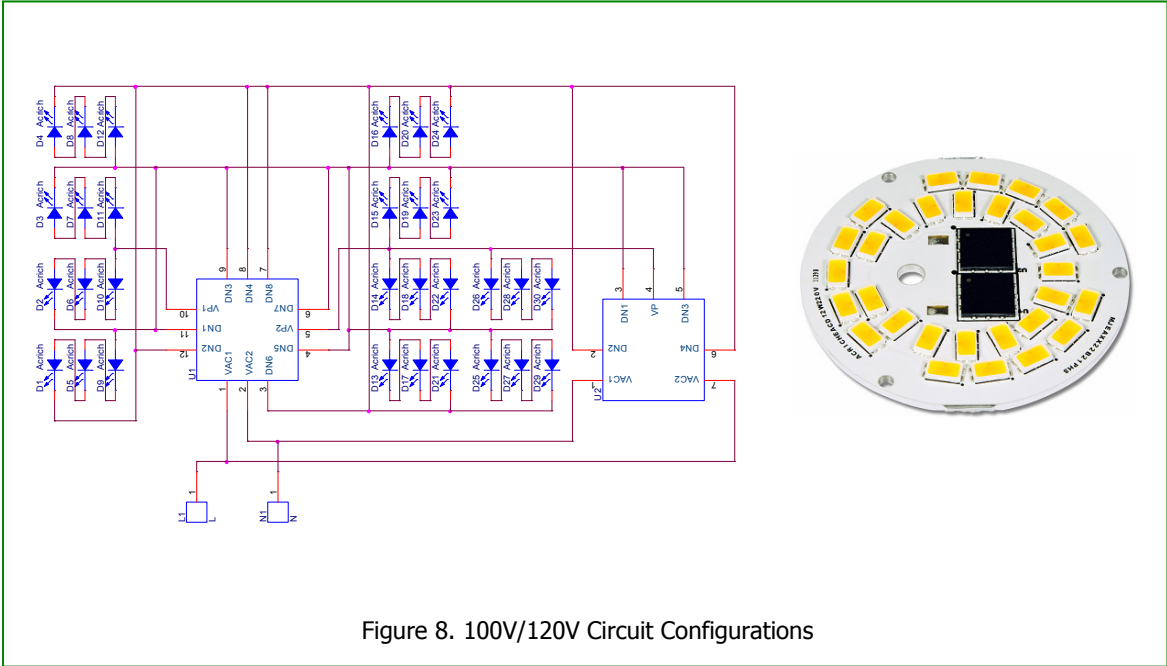 D4 Acrich
D8 Acrich
D12 Acrich
D16 Acrich
D20 Acrich
D24 Acrich
D3 Acrich
D7 Acrich
D11 Acrich
D15 Acrich
D19 Acrich
D23 Acrich
D2 Acrich
D6 Acrich
D10 Acrich
D14 Acrich
D18 Acrich
D22 Acrich
D26 Acrich
D28 Acrich
D30 Acrich
D1 Acrich
D5 Acrich
D9 Acrich
D13 Acrich
D17 Acrich
D21 Acrich
D25 Acrich
D27 Acrich
D29 Acrich
9 8 7
DN3 DN4 DN8
10 VP1 DN7 6
11 DN1 VP2 5
12 DN2 DN5 4
U1 VAC1 VAC2 DN6
1 2 3
3 4 5
DN1 VP DN3
2 DN2 DN4 6
1 VAC1 VAC2 7
U2
L1 1 L
N1 1 N
MJEAXX22B21PHS
Figure 8. 100V/120V Circuit Configurations